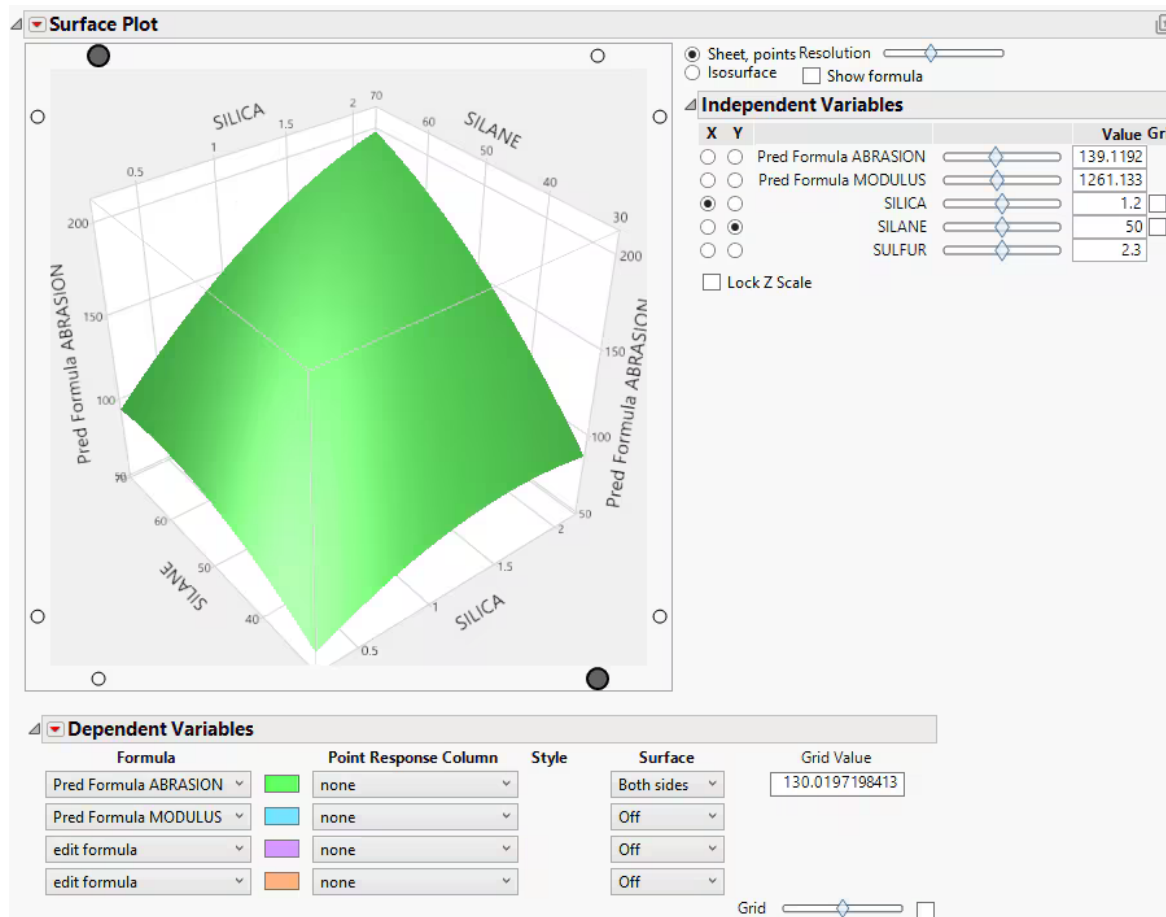 Surface Plot
SILICA
0.5
1
1.5
2
70
60
50
40
30
SILANE
200
150
100
Pred Formula ABRASION
70
60
50
40
SILANE
0.5
1
1.5
2
SILICA
200
150
100
50
Pred Formula ABRASION
Sheet, points Resolution
Isosurface Show formula
Independent Variables
X Y Value Gr
Pred Formula ABRASION 139.1192
Pred Formula MODULUS 1261.133
SILICA 1.2
SILANE 50
SULFUR 2.3
Lock Z Scale
Dependent Variables
Formula Point Response Column Style Surface Grid Value
Pred Formula ABRASION none Both sides 130.0197198413
Pred Formula MODULUS none Off
edit formula none Off
edit formula none Off
Grid